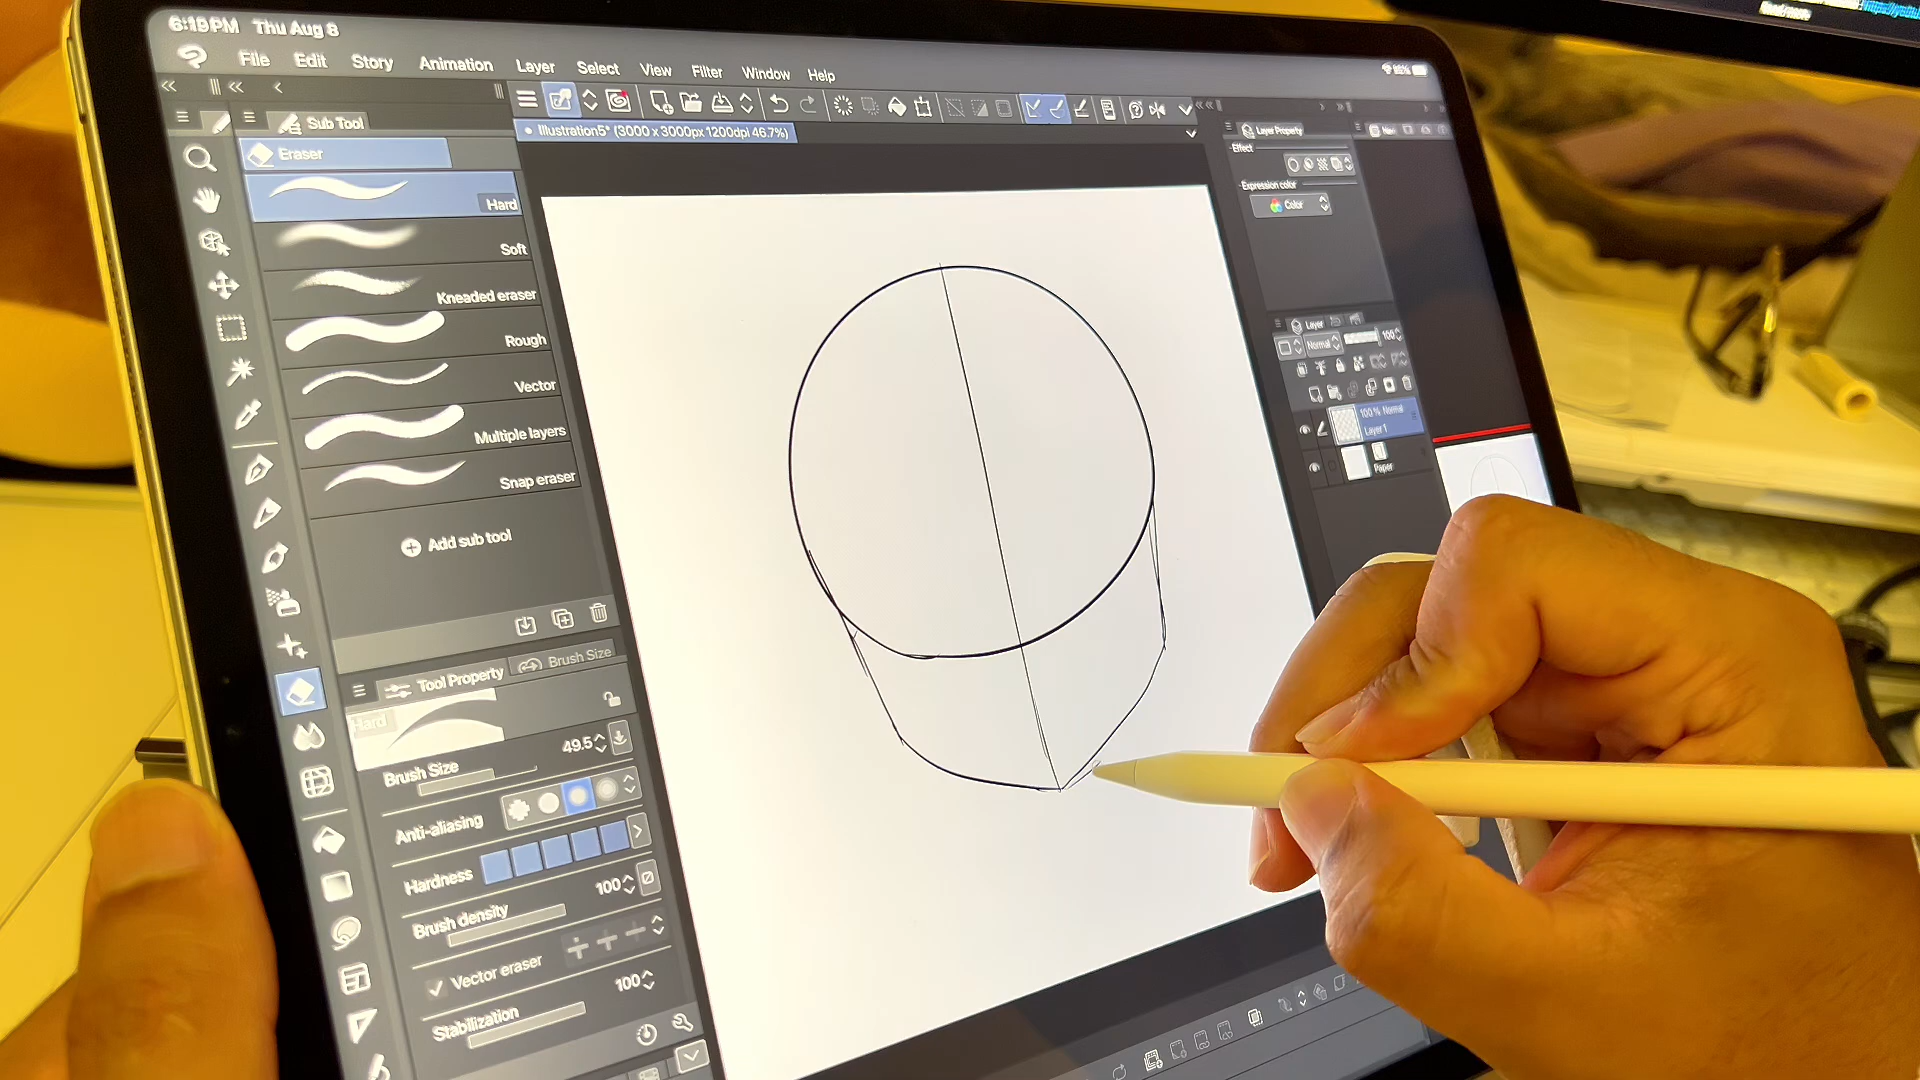 6:19PM Thu Aug 8
File Edit Story Animation Layer Select View Filter Window Help
Sub Tool
Illustration5* (3000 x 3000px 1200dpi 46.7%)
Layer Property
Eraser
Effect
Hard
Expression color
Color
Soft
Kneaded eraser
Rough
Layer
Normal 100
Vector
100% Normal
Layer 1
Multiple layers
Paper
Snap eraser
Add sub tool
Tool Property
Brush Size
Hard
Brush Size 49.5
Anti-aliasing
Hardness
Brush density 100
Vector eraser
Stabilization 100